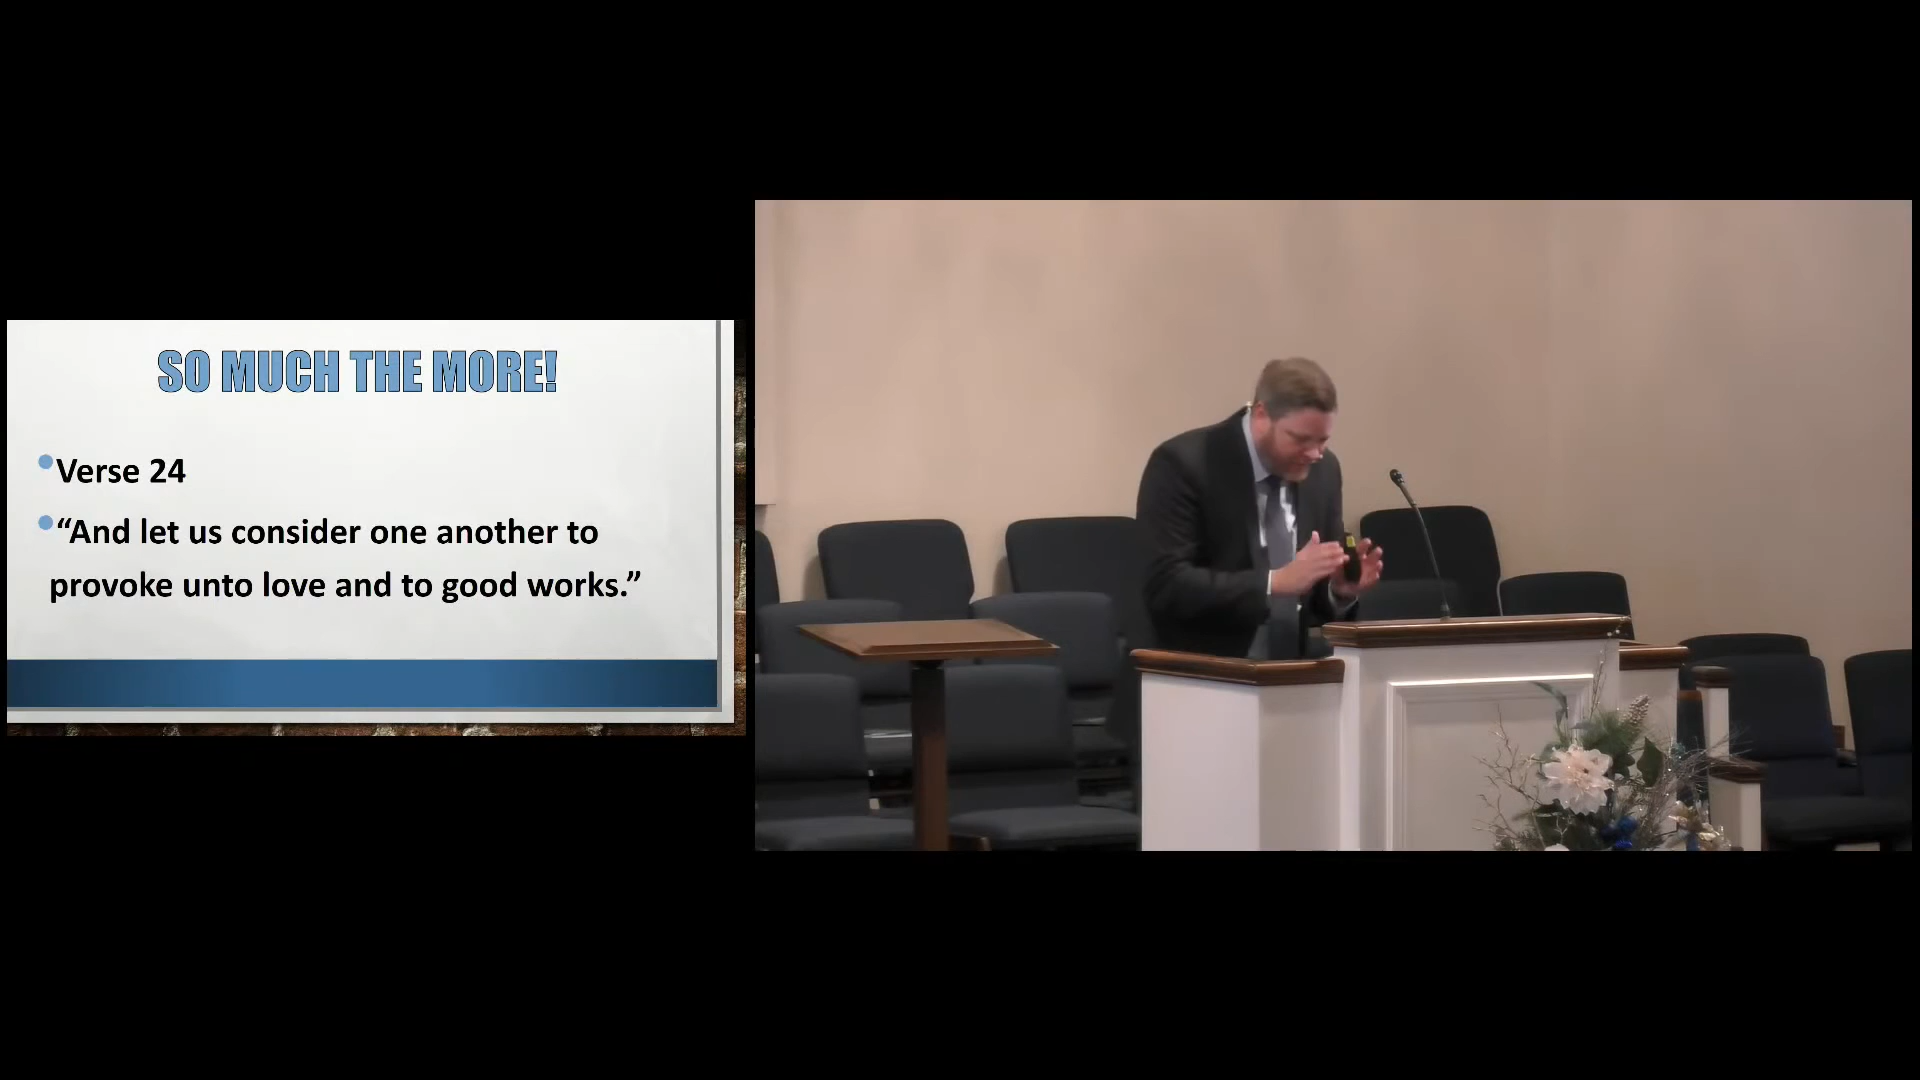 SO MUCH THE MORE!
•Verse 24
•“And let us consider one another to
provoke unto love and to good works.”